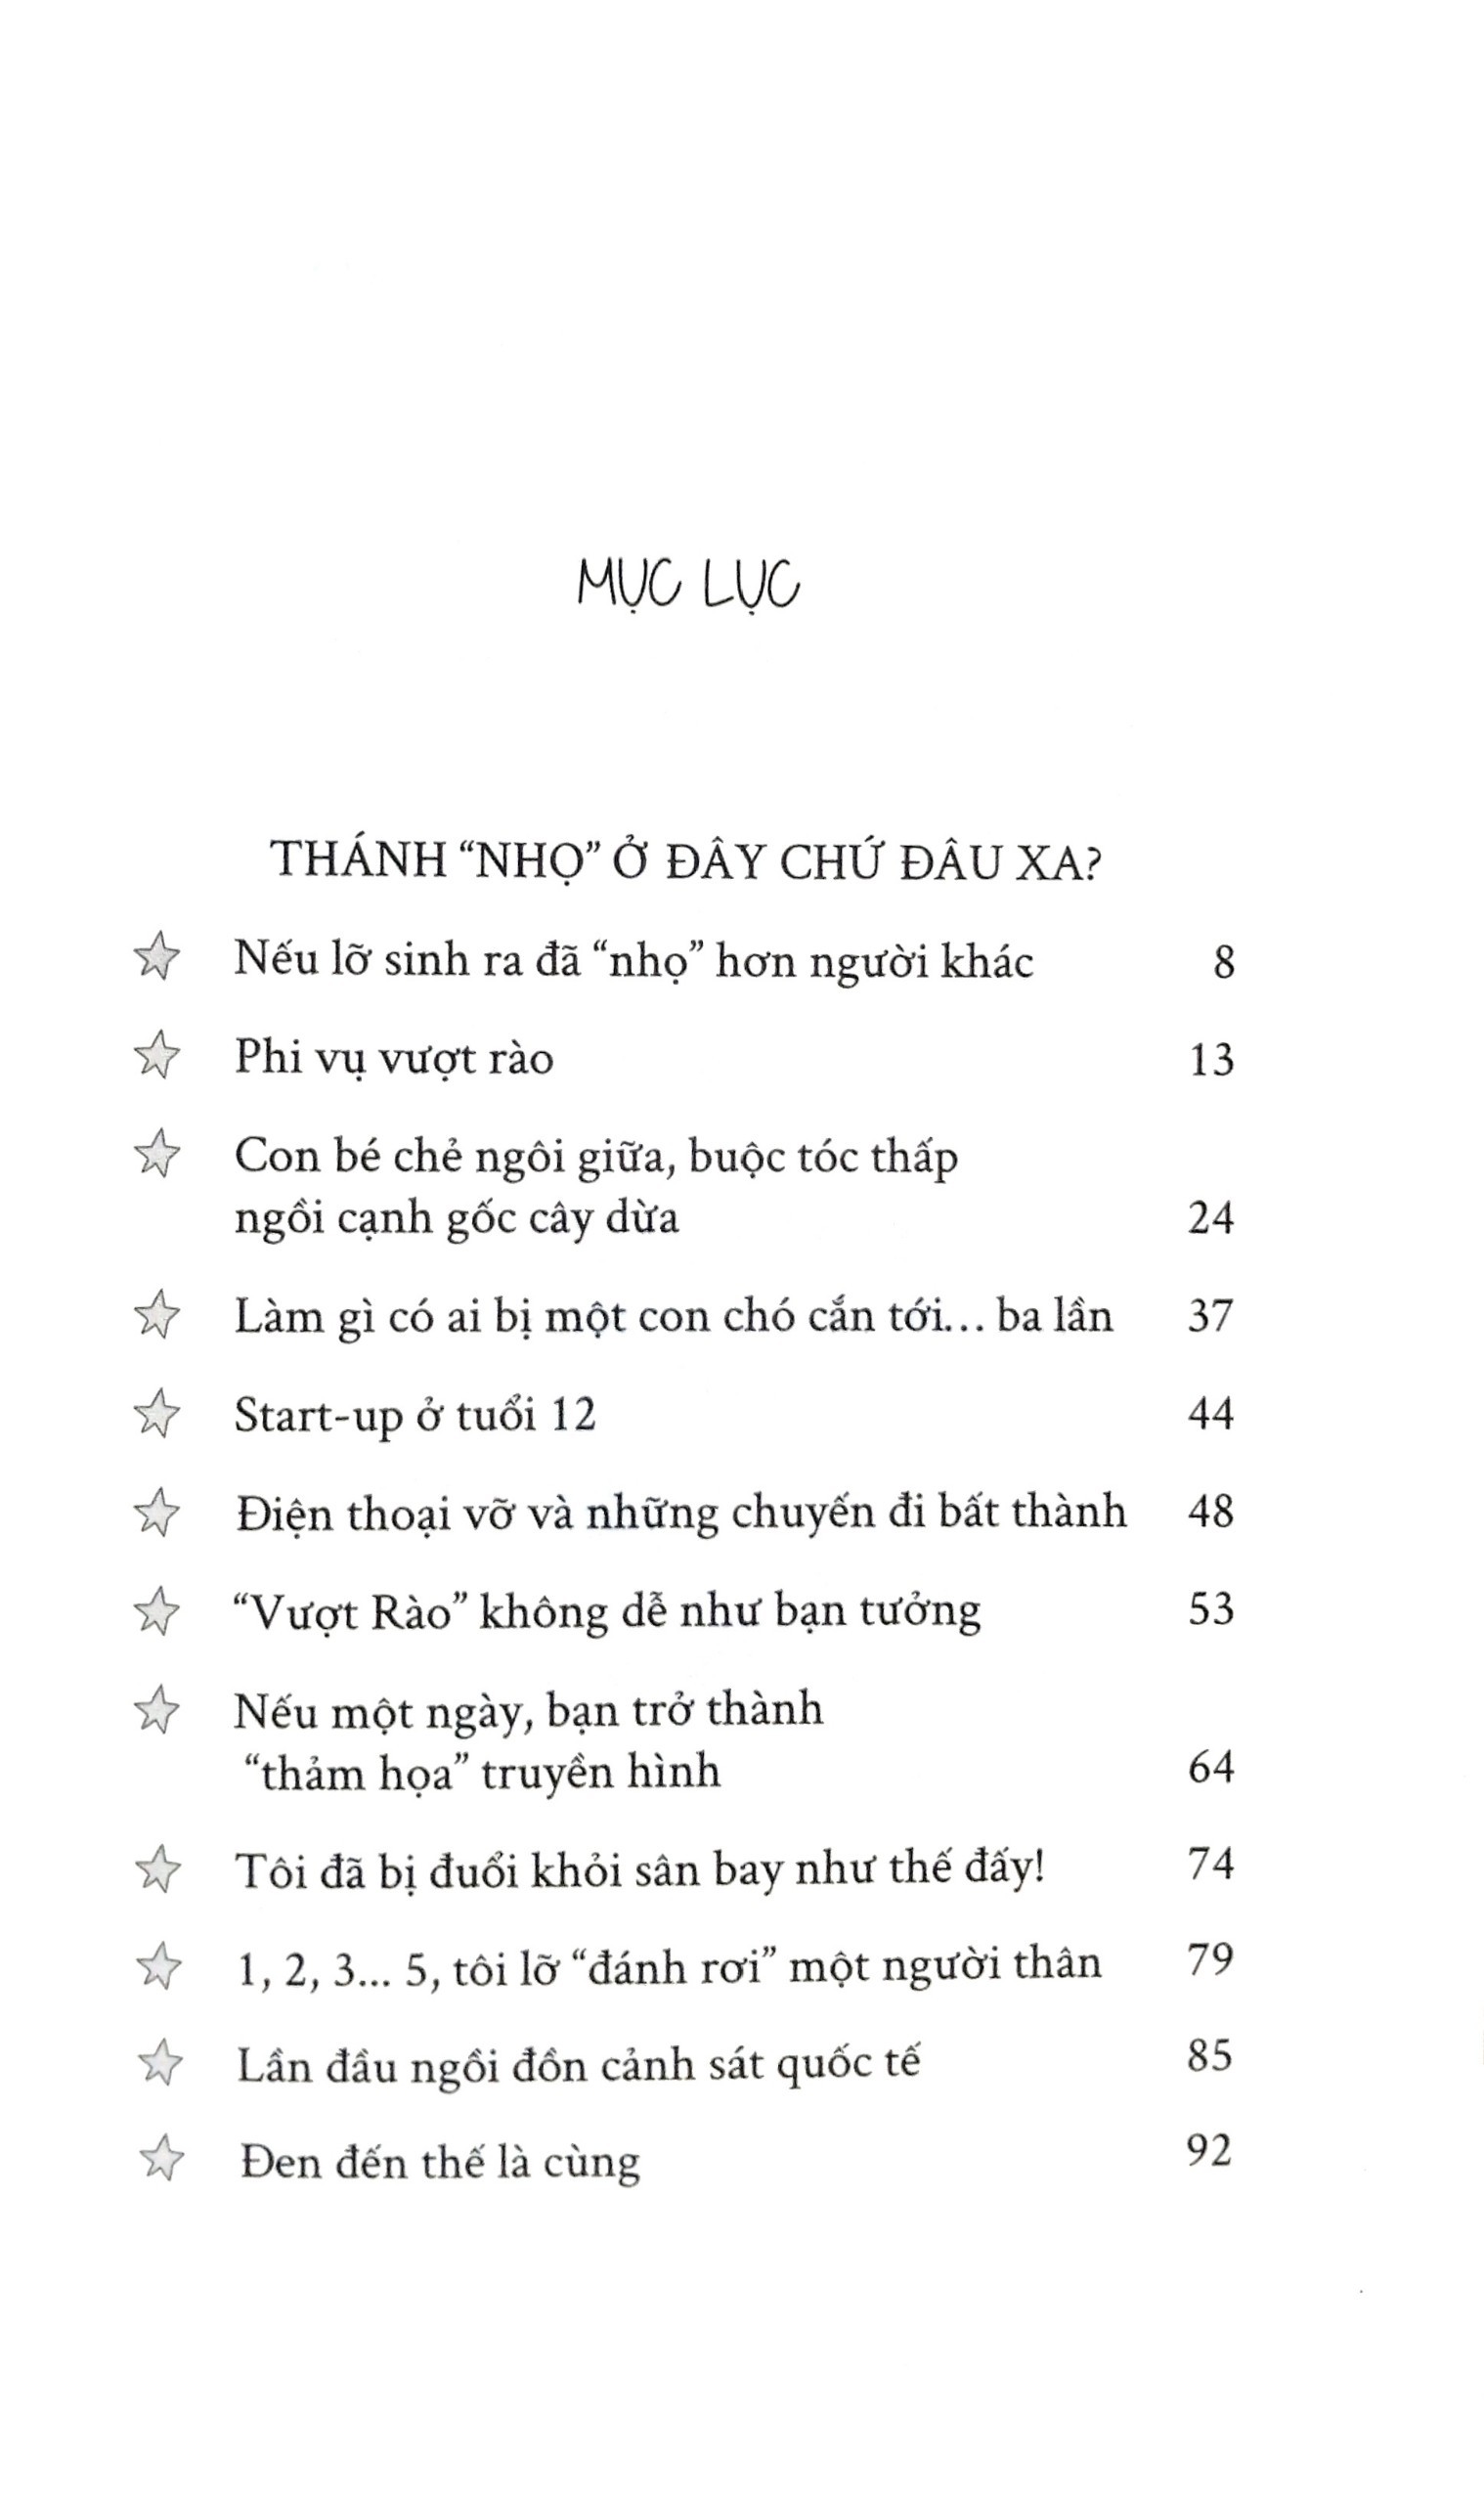 MỤC LỤC
THÁNH “NHỌ” Ở ĐÂY CHỨ ĐÂU XA?
Nếu lỡ sinh ra đã “nhọ” hơn người khác 8
Phi vụ vượt rào 13
Con bé chẻ ngôi giữa, buộc tóc thấp
ngồi cạnh gốc cây dừa 24
Làm gì có ai bị một con chó cắn tới... ba lần 37
Start-up ở tuổi 12 44
Điện thoại vỡ và những chuyến đi bất thành 48
“Vượt Rào” không dễ như bạn tưởng 53
Nếu một ngày, bạn trở thành
“thảm họa” truyền hình 64
Tôi đã bị đuổi khỏi sân bay như thế đấy! 74
1, 2, 3... 5, tôi lỡ “đánh rơi” một người thân 79
Lần đầu ngồi đồn cảnh sát quốc tế 85
Đen đến thế là cùng 92